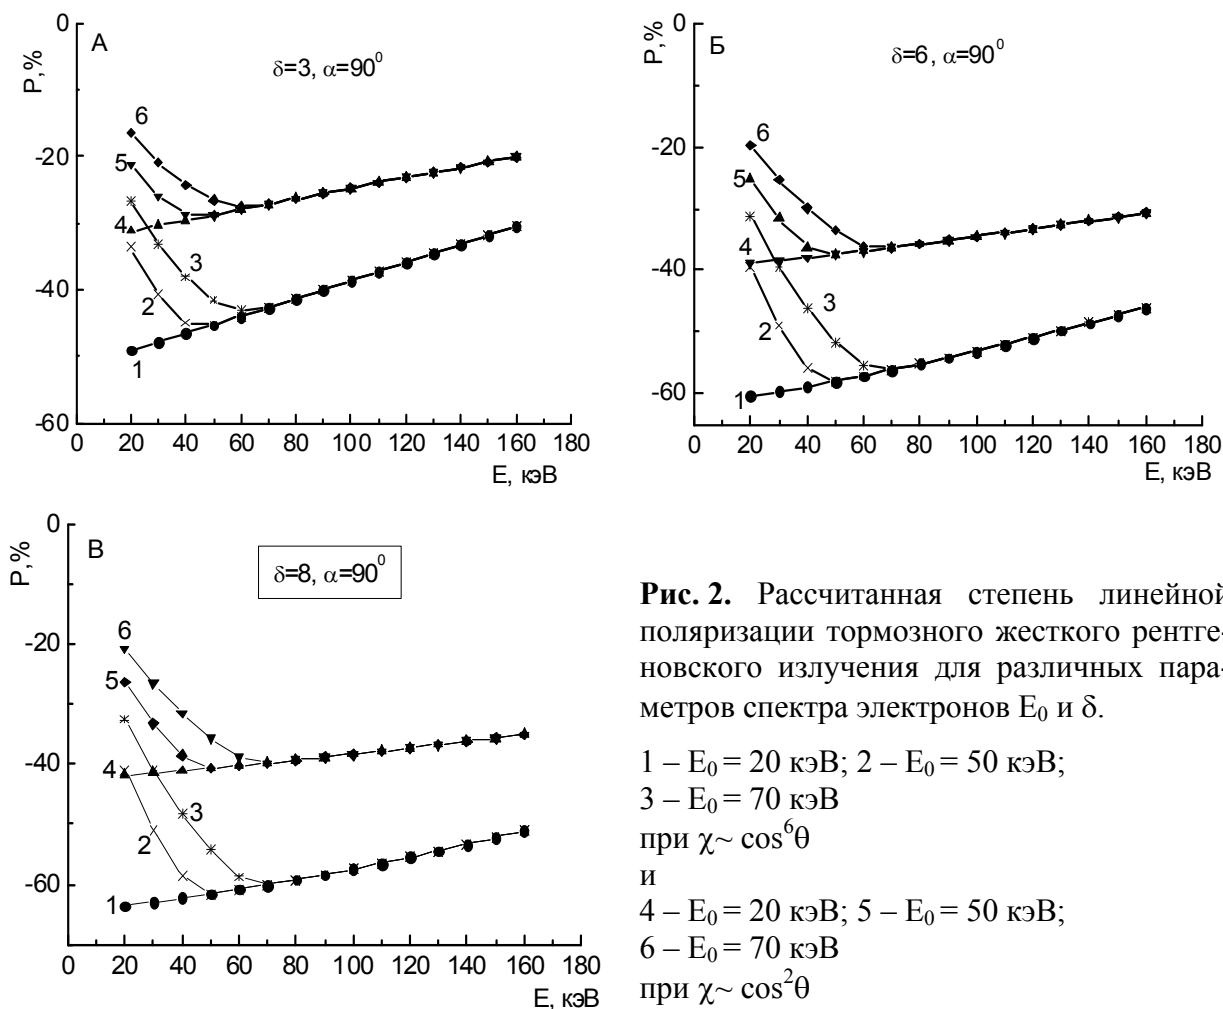 А
δ=3, α=90⁰
P,%
0
-20
-40
-60
6
5
4
3
2
1
0 20 40 60 80 100 120 140 160 180
E, кэВ
Б
δ=6, α=90⁰
P,%
0
-20
-40
-60
6
5
4
3
2
1
0 20 40 60 80 100 120 140 160 180
E, кэВ
В
δ=8, α=90⁰
P,%
0
-20
-40
-60
6
5
4
3
2
1
0 20 40 60 80 100 120 140 160 180
E, кэВ
Рис. 2. Рассчитанная степень линейной
поляризации тормозного жесткого рентге-
новского излучения для различных пара-
метров спектра электронов E₀ и δ.
1 – E₀ = 20 кэВ; 2 – E₀ = 50 кэВ;
3 – E₀ = 70 кэВ
при χ~ cos⁶θ
и
4 – E₀ = 20 кэВ; 5 – E₀ = 50 кэВ;
6 – E₀ = 70 кэВ
при χ~ cos²θ